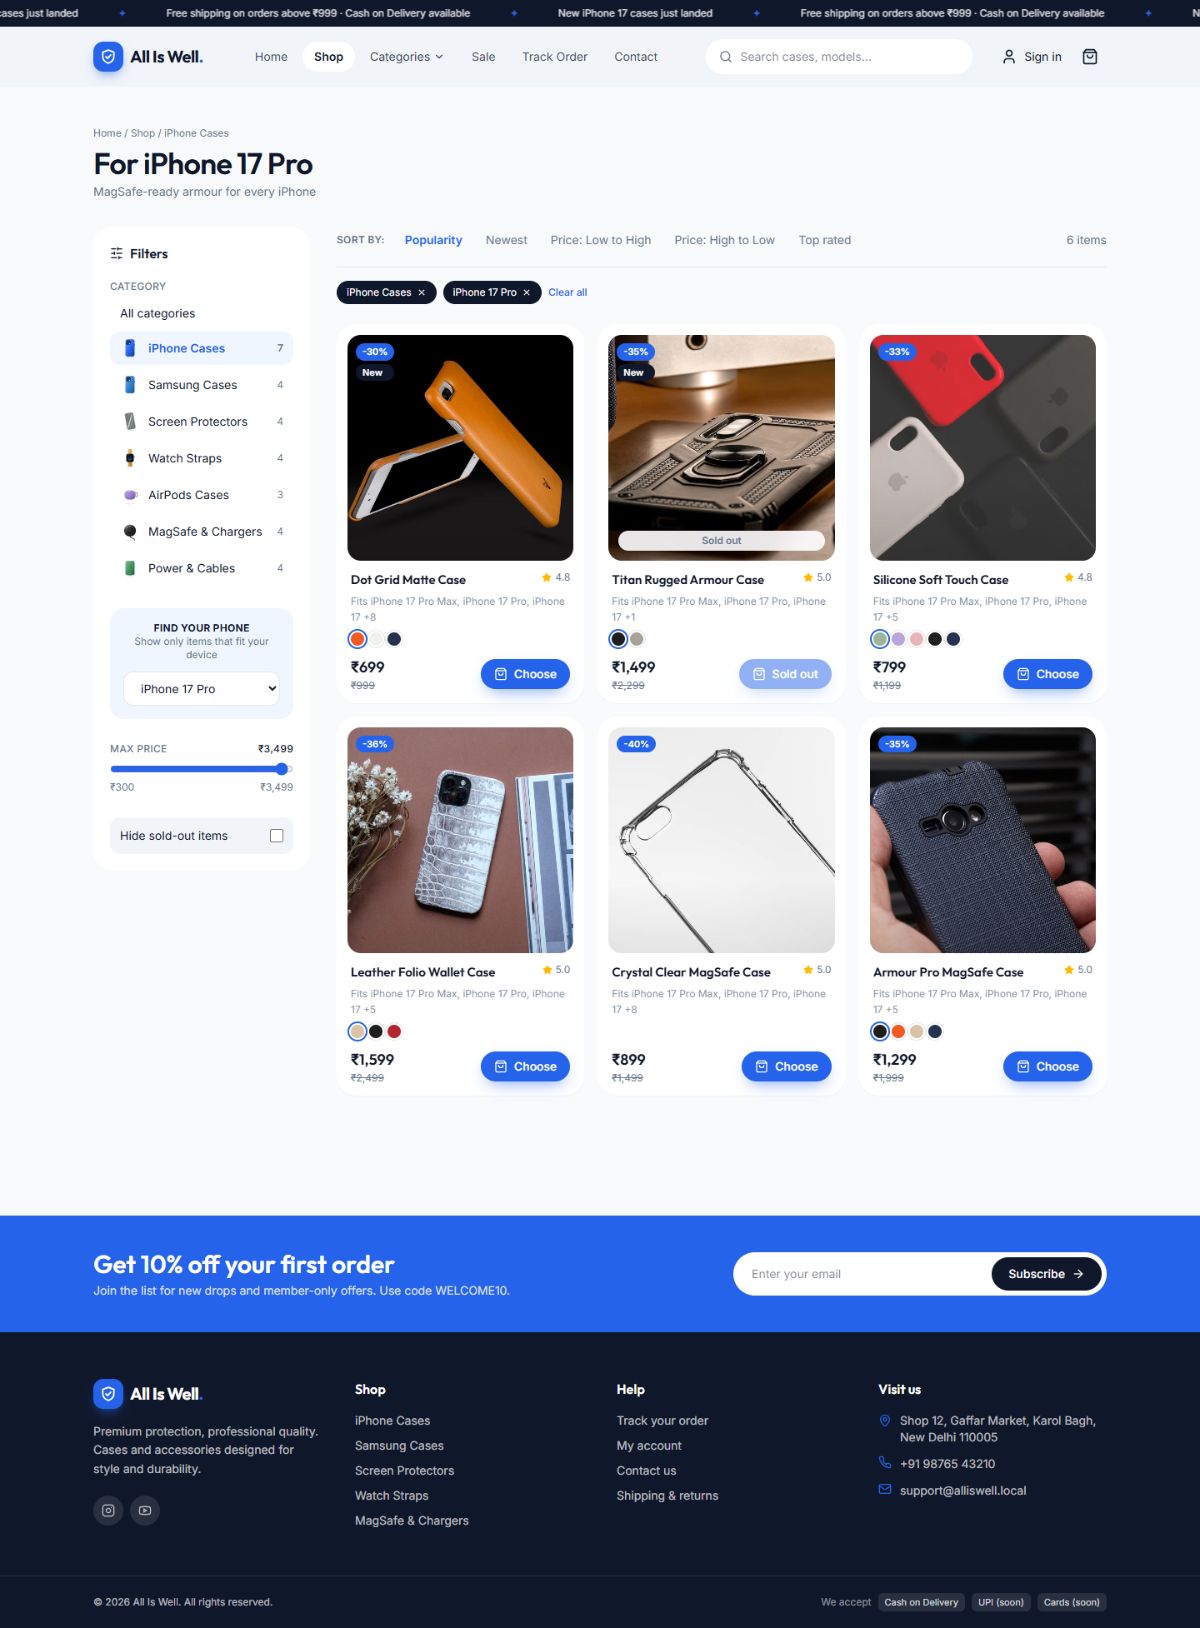 ases just landed ✦ Free shipping on orders above ₹999 · Cash on Delivery available ✦ New iPhone 17 cases just landed ✦ Free shipping on orders above ₹999 · Cash on Delivery available ✦ N
All Is Well. Home Shop Categories Sale Track Order Contact Search cases, models... Sign in
Home / Shop / iPhone Cases
For iPhone 17 Pro
MagSafe-ready armour for every iPhone
Filters
CATEGORY
All categories
iPhone Cases 7
Samsung Cases 4
Screen Protectors 4
Watch Straps 4
AirPods Cases 3
MagSafe & Chargers 4
Power & Cables 4
FIND YOUR PHONE
Show only items that fit your
device
iPhone 17 Pro
MAX PRICE ₹3,499
₹300 ₹3,499
Hide sold-out items
SORT BY: Popularity Newest Price: Low to High Price: High to Low Top rated 6 items
iPhone Cases × iPhone 17 Pro × Clear all
-30%
New
Dot Grid Matte Case 4.8
Fits iPhone 17 Pro Max, iPhone 17 Pro, iPhone
17 +8
₹699
₹999
Choose
-35%
New
Sold out
Titan Rugged Armour Case 5.0
Fits iPhone 17 Pro Max, iPhone 17 Pro, iPhone
17 +1
₹1,499
₹2,299
Sold out
-33%
Silicone Soft Touch Case 4.8
Fits iPhone 17 Pro Max, iPhone 17 Pro, iPhone
17 +5
₹799
₹1,199
Choose
-36%
Leather Folio Wallet Case 5.0
Fits iPhone 17 Pro Max, iPhone 17 Pro, iPhone
17 +5
₹1,599
₹2,499
Choose
-40%
Crystal Clear MagSafe Case 5.0
Fits iPhone 17 Pro Max, iPhone 17 Pro, iPhone
17 +8
₹899
₹1,499
Choose
-35%
Armour Pro MagSafe Case 5.0
Fits iPhone 17 Pro Max, iPhone 17 Pro, iPhone
17 +5
₹1,299
₹1,999
Choose
Get 10% off your first order
Join the list for new drops and member-only offers. Use code WELCOME10.
Enter your email Subscribe →
All Is Well.
Premium protection, professional quality.
Cases and accessories designed for
style and durability.
Shop
iPhone Cases
Samsung Cases
Screen Protectors
Watch Straps
MagSafe & Chargers
Help
Track your order
My account
Contact us
Shipping & returns
Visit us
Shop 12, Gaffar Market, Karol Bagh,
New Delhi 110005
+91 98765 43210
support@alliswell.local
© 2026 All Is Well. All rights reserved.
We accept Cash on Delivery UPI (soon) Cards (soon)